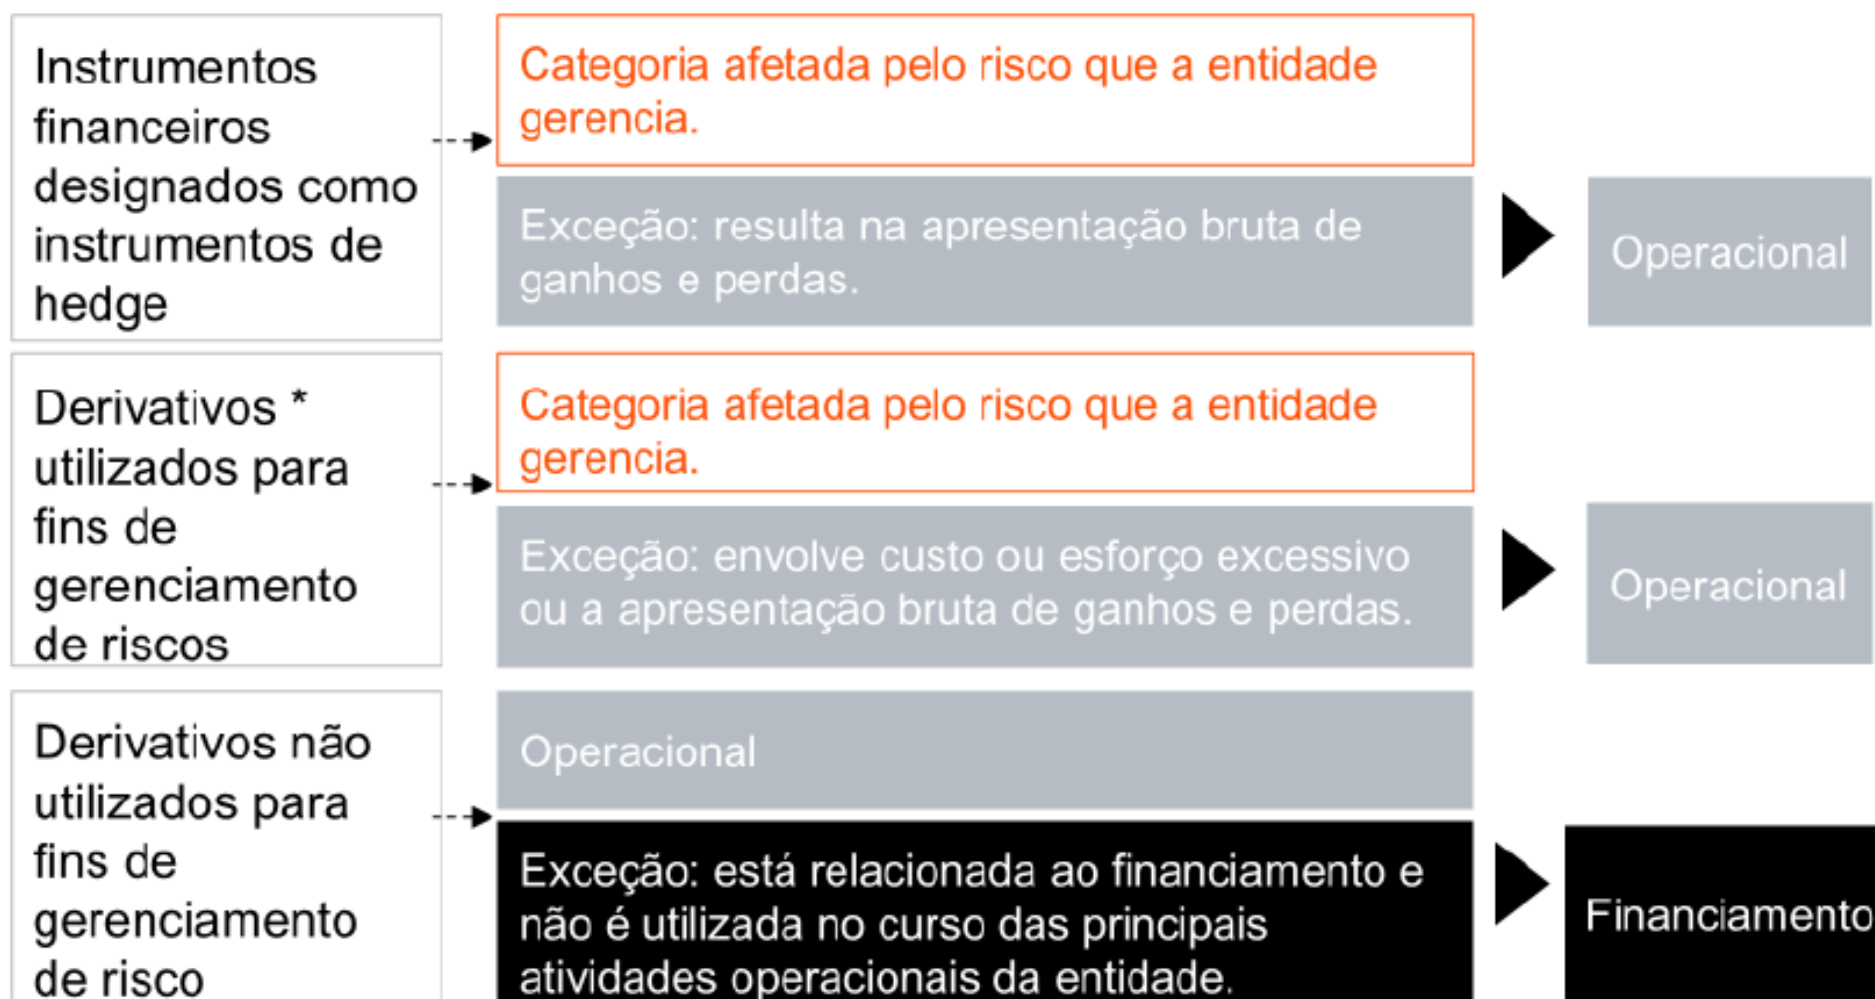 Instrumentos
financeiros
designados como
instrumentos de
hedge
Categoria afetada pelo risco que a entidade
gerencia.
Exceção: resulta na apresentação bruta de
ganhos e perdas.
Operacional
Derivativos *
utilizados para
fins de
gerenciamento
de riscos
Categoria afetada pelo risco que a entidade
gerencia.
Exceção: envolve custo ou esforço excessivo
ou a apresentação bruta de ganhos e perdas.
Operacional
Derivativos não
utilizados para
fins de
gerenciamento
de risco
Operacional
Exceção: está relacionada ao financiamento e
não é utilizada no curso das principais
atividades operacionais da entidade.
Financiamento